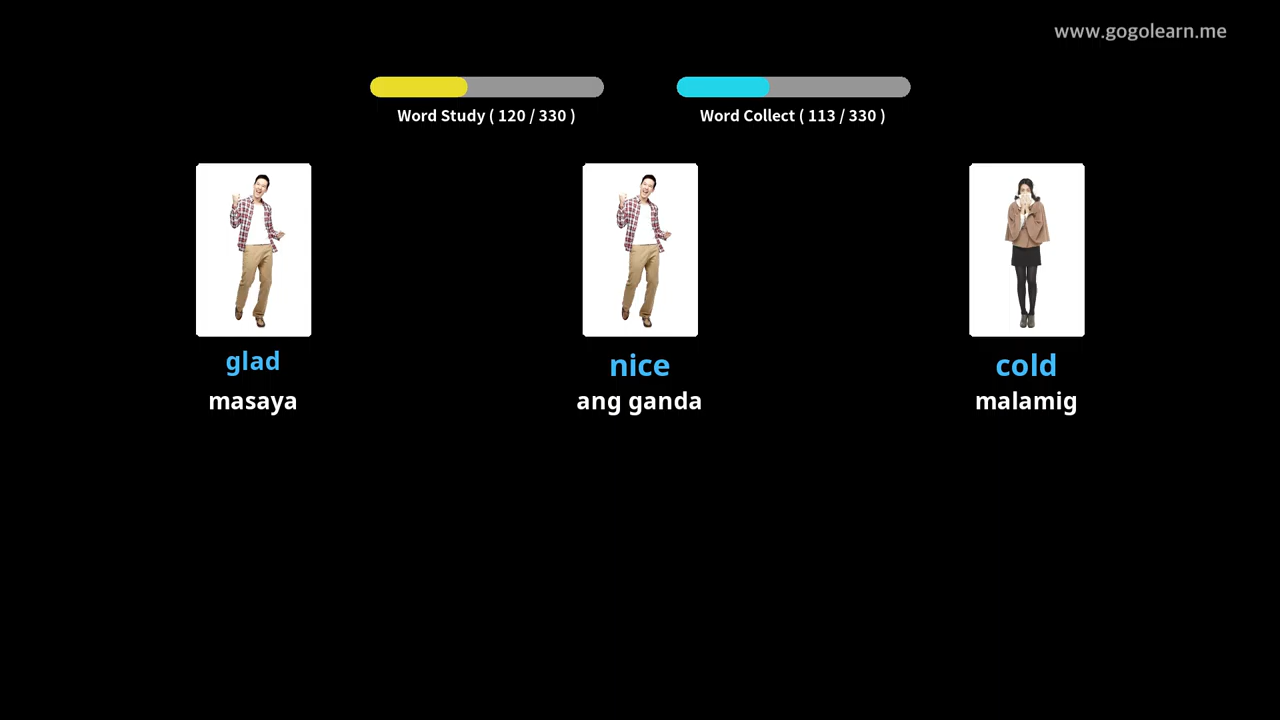 www.gogolearn.me
Word Study ( 120 / 330 )
Word Collect ( 113 / 330 )
glad
masaya
nice
ang ganda
cold
malamig